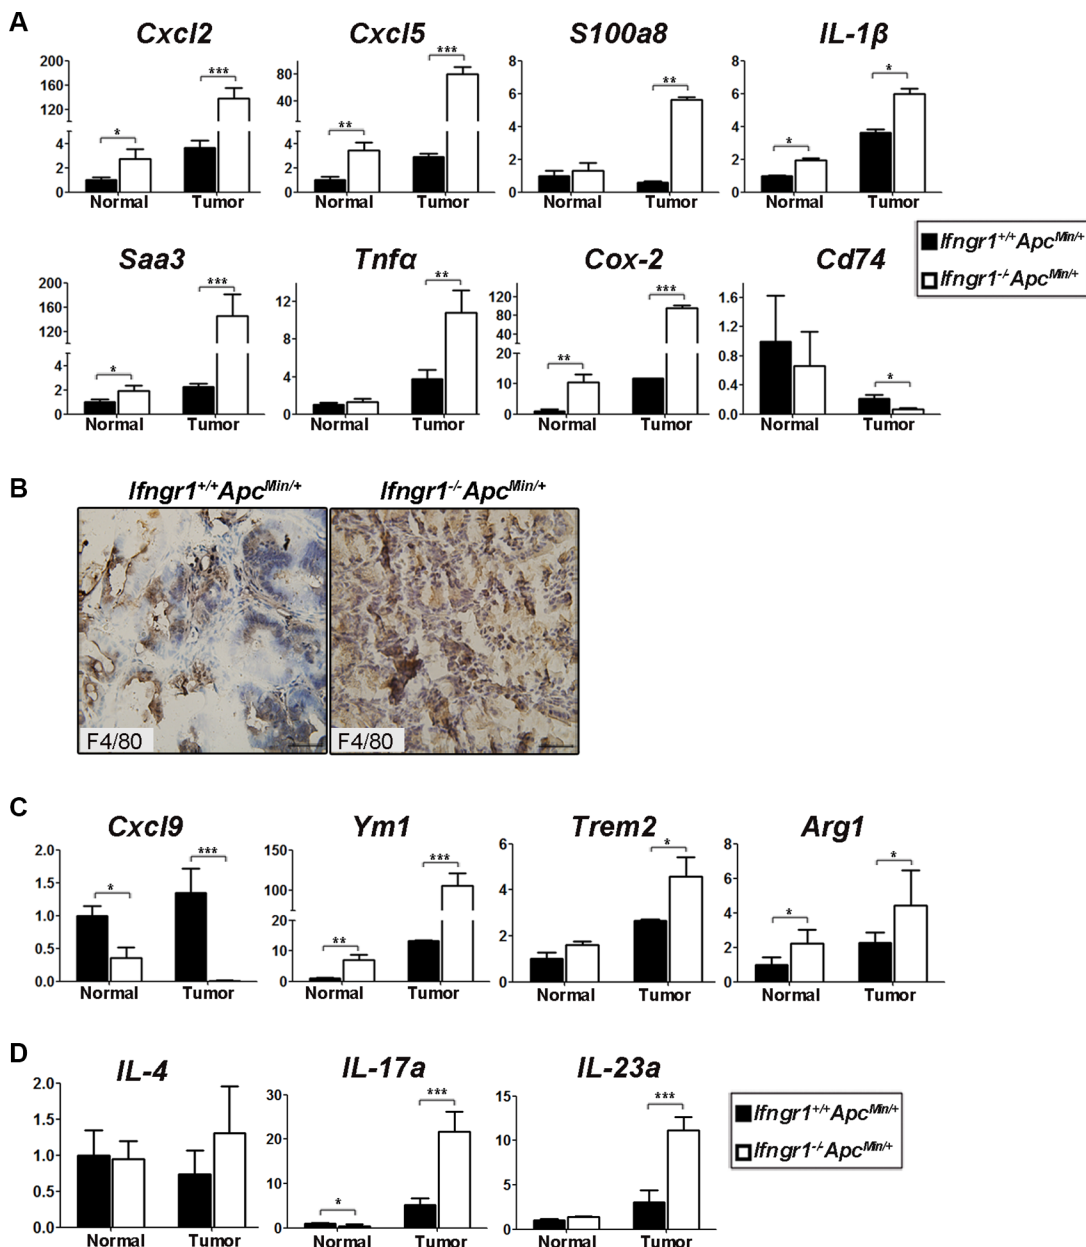 A
Cxcl2 Cxcl5 S100a8 IL-1β
*** *** ** *
* ** *
200 80 8 8
160 40 6 6
120 4 4 4
4 2 2 2
2 0 0 0
0
Normal Tumor Normal Tumor Normal Tumor Normal Tumor
Ifngr1+/+ApcMin/+
Ifngr1-/-ApcMin/+
Saa3 Tnfα Cox-2 Cd74
*** ** ***
* ** *
200 12 120 1.6
160 8 80 1.2
120 4 40 0.8
4 0 20 0.4
2 10 0.0
0 0
Normal Tumor Normal Tumor Normal Tumor Normal Tumor
B
Ifngr1+/+ApcMin/+ Ifngr1-/-ApcMin/+
F4/80 F4/80
C
Cxcl9 Ym1 Trem2 Arg1
*** *** * *
* ** *
2.0 150 6 8
1.5 100 4 6
1.0 50 2 4
0.5 20 0 2
0.0 10 0
0
Normal Tumor Normal Tumor Normal Tumor Normal Tumor
D
IL-4 IL-17a IL-23a
*** ***
*
2.0 30 15
1.5 20 10
1.0 10 5
0.5 0 0
0.0
Normal Tumor Normal Tumor Normal Tumor
Ifngr1+/+ApcMin/+
Ifngr1-/-ApcMin/+